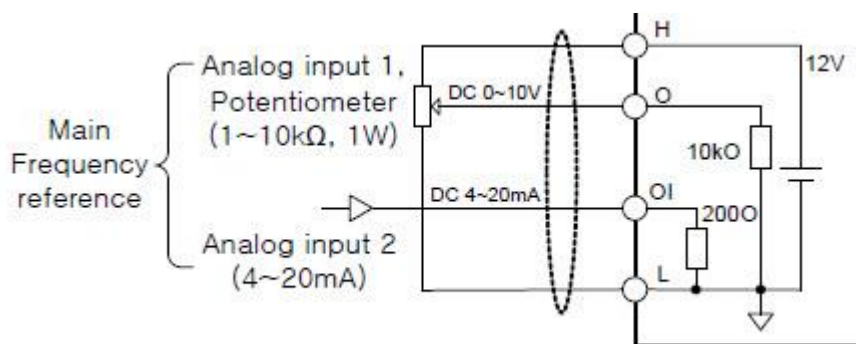 Main
Frequency
reference
Analog input 1,
Potentiometer
(1~10kΩ, 1W)
Analog input 2
(4~20mA)
DC 0~10V
DC 4~20mA
H
O
OI
L
12V
10kO
200O